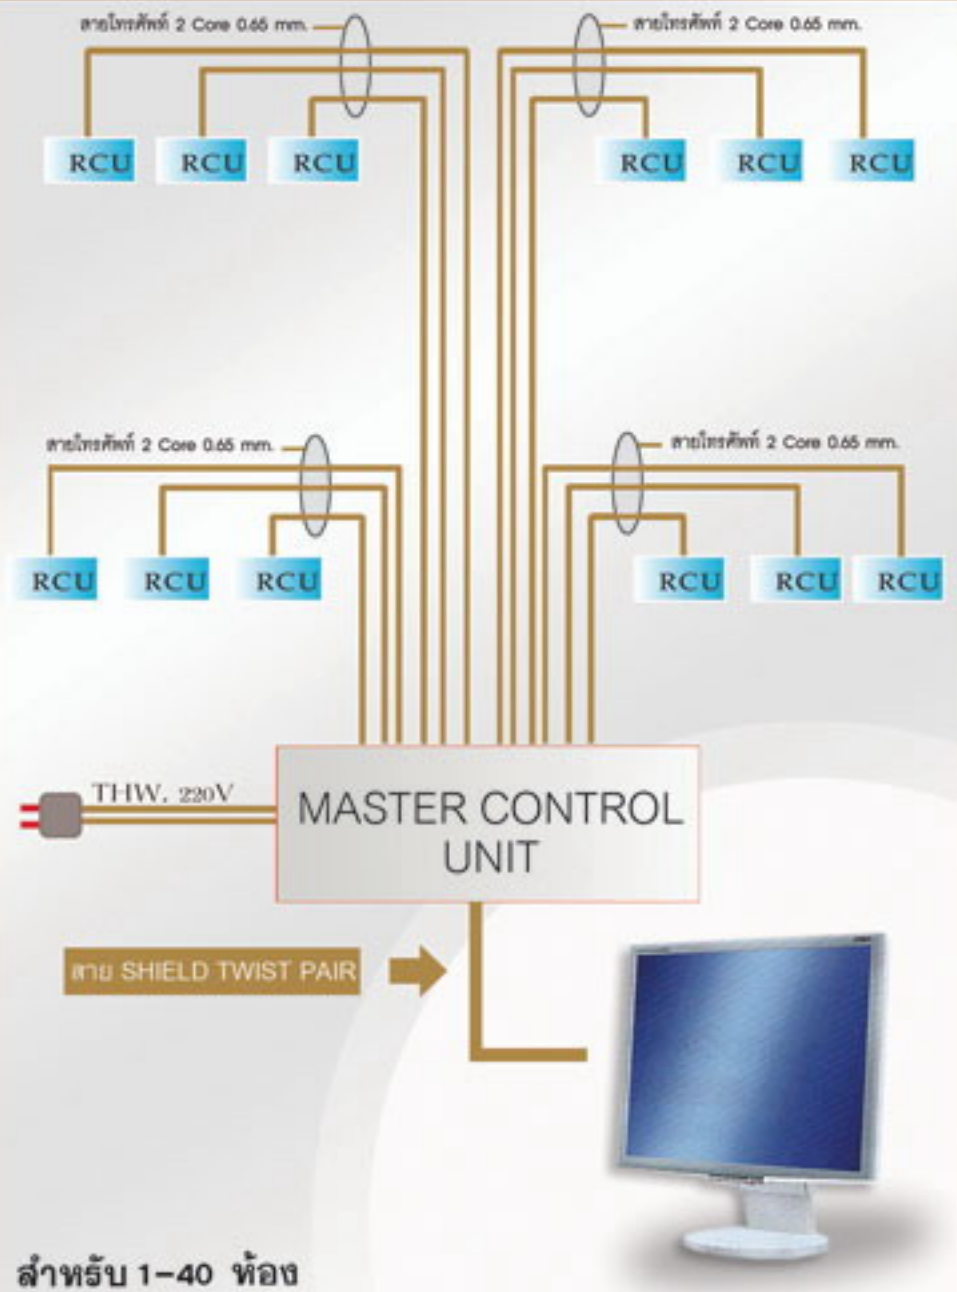 สายโทรศัพท์ 2 Core 0.65 mm.
สายโทรศัพท์ 2 Core 0.65 mm.
RCU RCU RCU RCU RCU RCU
สายโทรศัพท์ 2 Core 0.65 mm.
สายโทรศัพท์ 2 Core 0.65 mm.
RCU RCU RCU RCU RCU RCU
THW. 220V
MASTER CONTROL
UNIT
สาย SHIELD TWIST PAIR
สำหรับ 1-40 ห้อง